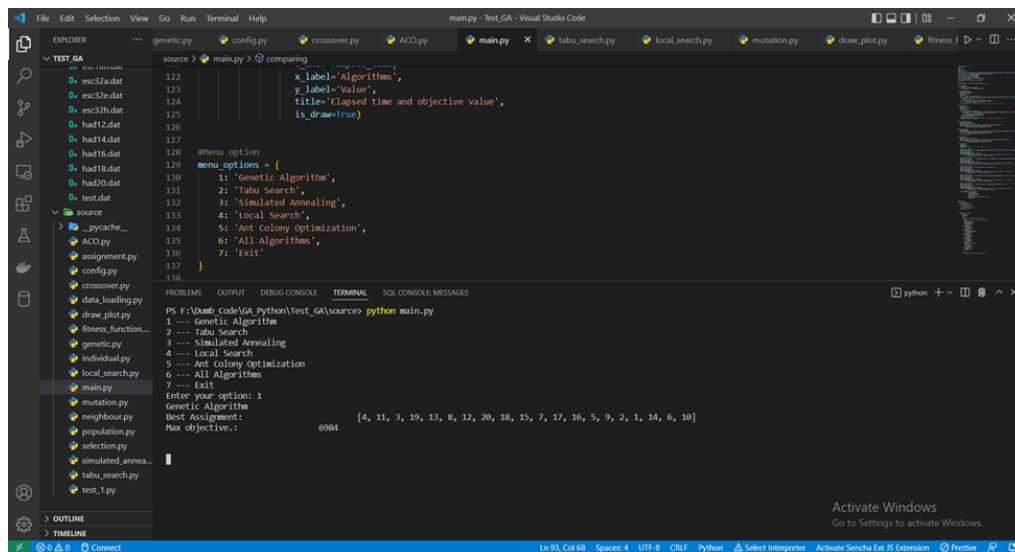 File Edit Selection View Go Run Terminal Help
main.py - Test_GA - Visual Studio Code
EXPLORER
genetic.py config.py crossover.py ACO.py main.py tabu_search.py local_search.py mutation.py draw_plot.py
TEST_GA
source > main.py > comparing
esc32a.dat
esc32e.dat
esc32h.dat
had12.dat
had14.dat
had16.dat
had18.dat
had20.dat
test.dat
source
__pycache__
ACO.py
assignment.py
config.py
crossover.py
data_loading.py
draw_plot.py
fitness_function...
genetic.py
individual.py
local_search.py
main.py
mutation.py
neighbour.py
population.py
selection.py
simulated_annea...
tabu_search.py
test_1.py
OUTLINE
TIMELINE
122 x_label='Algorithms',
123 y_label='Value',
124 title='Elapsed time and objective value',
125 is_draw=True)
126
127
128 #Menu option
129 menu_options = {
130 1: 'Genetic Algorithm',
131 2: 'Tabu Search',
132 3: 'Simulated Annealing',
133 4: 'Local Search',
134 5: 'Ant Colony Optimization',
135 6: 'All Algorithms',
136 7: 'Exit'
137 }
138
PROBLEMS OUTPUT DEBUG CONSOLE TERMINAL SQL CONSOLE: MESSAGES
python
PS F:\Dumb_Code\GA_Python\Test_GA\source> python main.py
1 --- Genetic Algorithm
2 --- Tabu Search
3 --- Simulated Annealing
4 --- Local Search
5 --- Ant Colony Optimization
6 --- All Algorithms
7 --- Exit
Enter your option: 1
Genetic Algorithm
Best Assignment: [4, 11, 3, 19, 13, 8, 12, 20, 18, 15, 7, 17, 16, 5, 9, 2, 1, 14, 6, 10]
Max objective.: 6984
Activate Windows
Go to Settings to activate Windows.
0 0 Connect
Ln 93, Col 68 Spaces: 4 UTF-8 CRLF Python Select Interpreter Activate Sencha Ext JS Extension Prettier